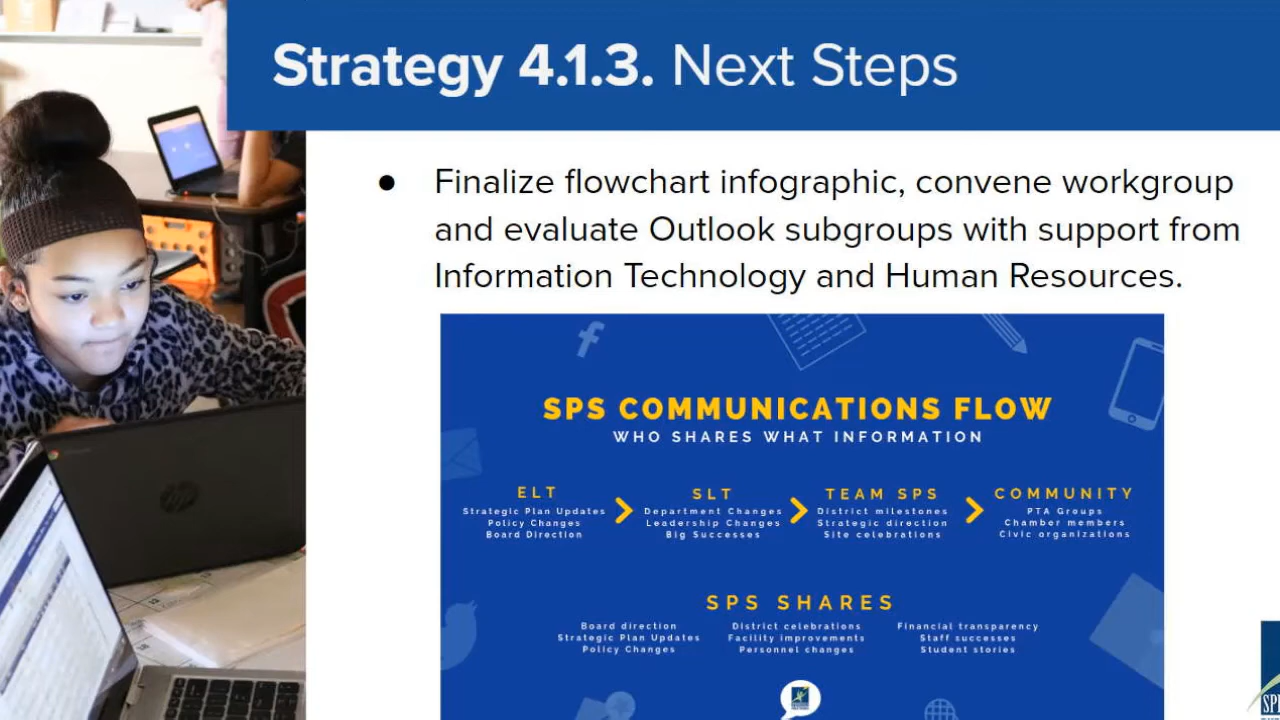 Strategy 4.1.3. Next Steps
● Finalize flowchart infographic, convene workgroup
and evaluate Outlook subgroups with support from
Information Technology and Human Resources.
SPS COMMUNICATIONS FLOW
WHO SHARES WHAT INFORMATION
ELT
Strategic Plan Updates
Policy Changes
Board Direction
SLT
Department Changes
Leadership Changes
Big Successes
TEAM SPS
District milestones
Strategic direction
Site celebrations
COMMUNITY
PTA Groups
Chamber members
Civic organizations
SPS SHARES
Board direction
Strategic Plan Updates
Policy Changes
District celebrations
Facility improvements
Personnel changes
Financial transparency
Staff successes
Student stories